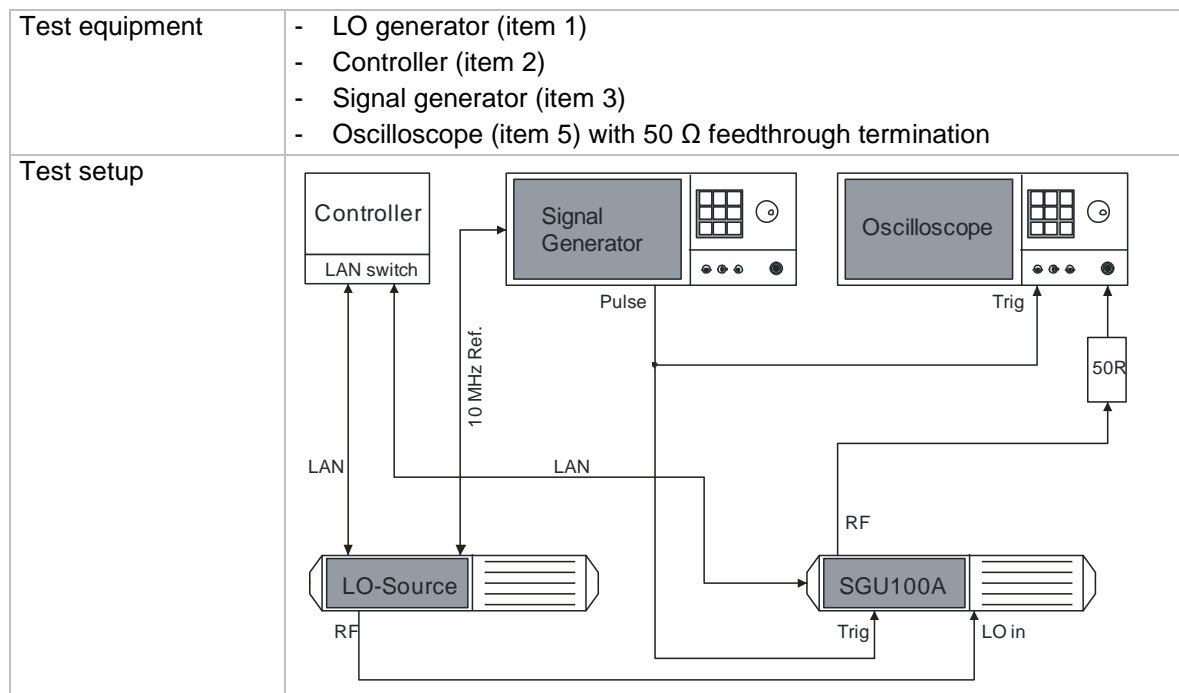 Test equipment
- LO generator (item 1)
- Controller (item 2)
- Signal generator (item 3)
- Oscilloscope (item 5) with 50 Ω feedthrough termination
Test setup
Controller
LAN switch
Signal
Generator
Oscilloscope
Pulse
Trig
10 MHz Ref.
50R
LAN
LAN
RF
LO-Source
SGU100A
RF
Trig
LO in